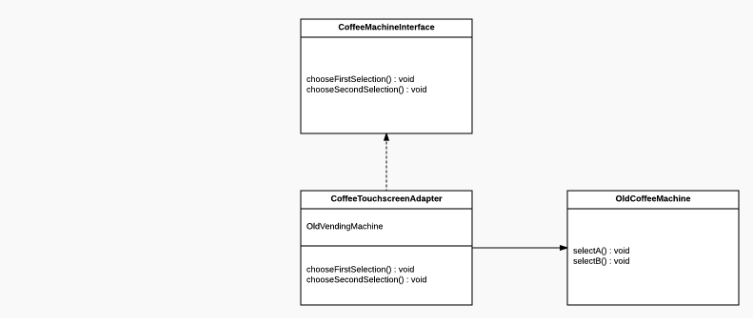 CoffeeMachineInterface
chooseFirstSelection() : void
chooseSecondSelection() : void
CoffeeTouchscreenAdapter
OldVendingMachine
chooseFirstSelection() : void
chooseSecondSelection() : void
OldCoffeeMachine
selectA() : void
selectB() : void